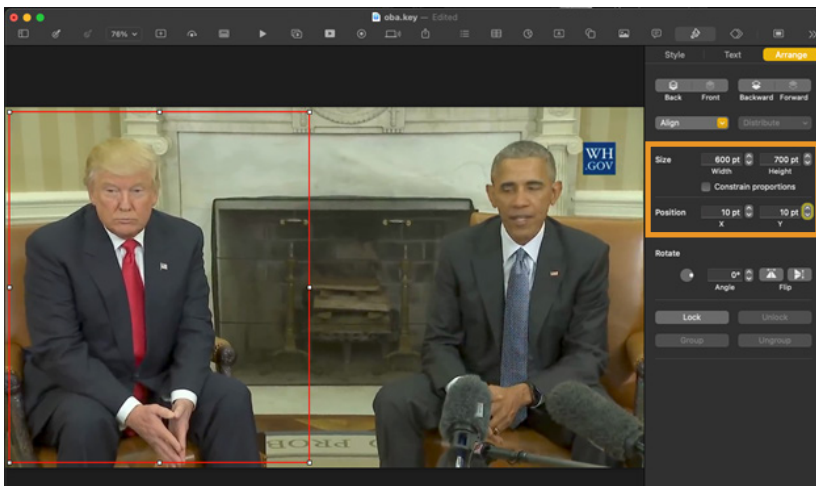 oba.key — Edited
76%
Style Text Arrange
Back Front Backward Forward
Align Distribute
Size 600 pt 700 pt
Width Height
Constrain proportions
Position 10 pt 10 pt
X Y
Rotate
0°
Angle Flip
Lock Unlock
Group Ungroup
WH
.GOV
PROB